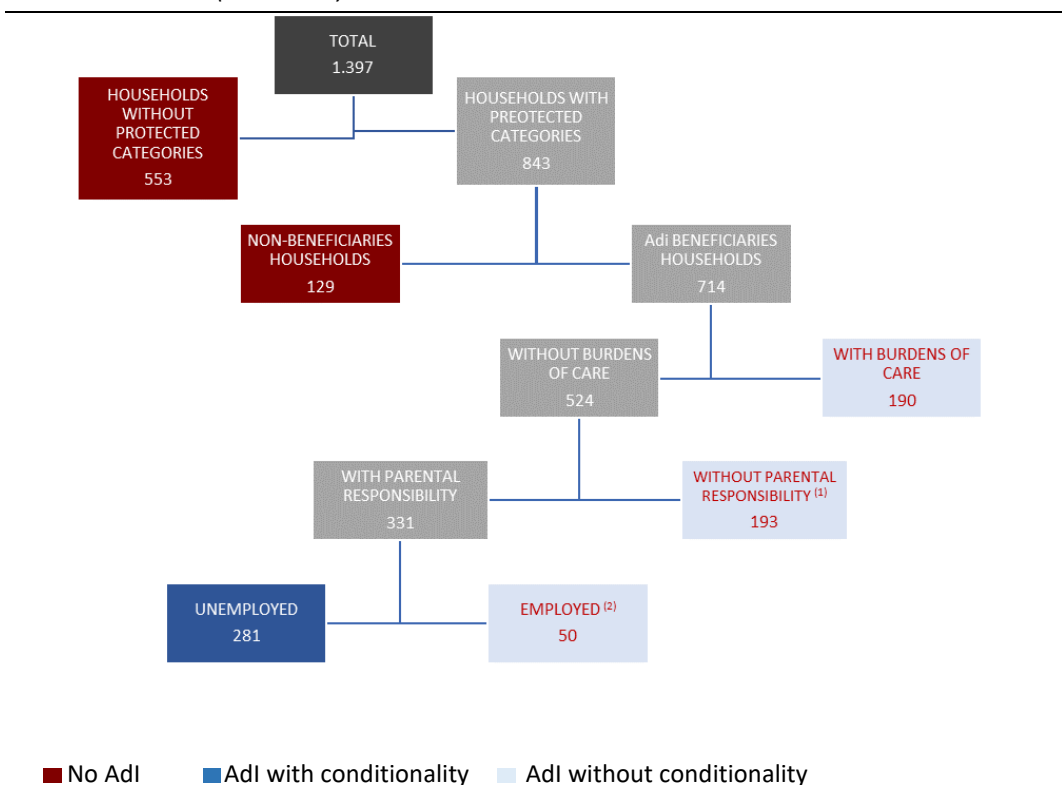 TOTAL
1.397
HOUSEHOLDS
WITHOUT
PROTECTED
CATEGORIES
553
HOUSEHOLDS WITH
PREOTECTED
CATEGORIES
843
NON-BENEFICIARIES
HOUSEHOLDS
129
Adi BENEFICIARIES
HOUSEHOLDS
714
WITHOUT BURDENS
OF CARE
524
WITH BURDENS OF
CARE
190
WITH PARENTAL
RESPONSIBILITY
331
WITHOUT PARENTAL
RESPONSIBILITY (1)
193
UNEMPLOYED
281
EMPLOYED (2)
50
No AdI
AdI with conditionality
AdI without conditionality